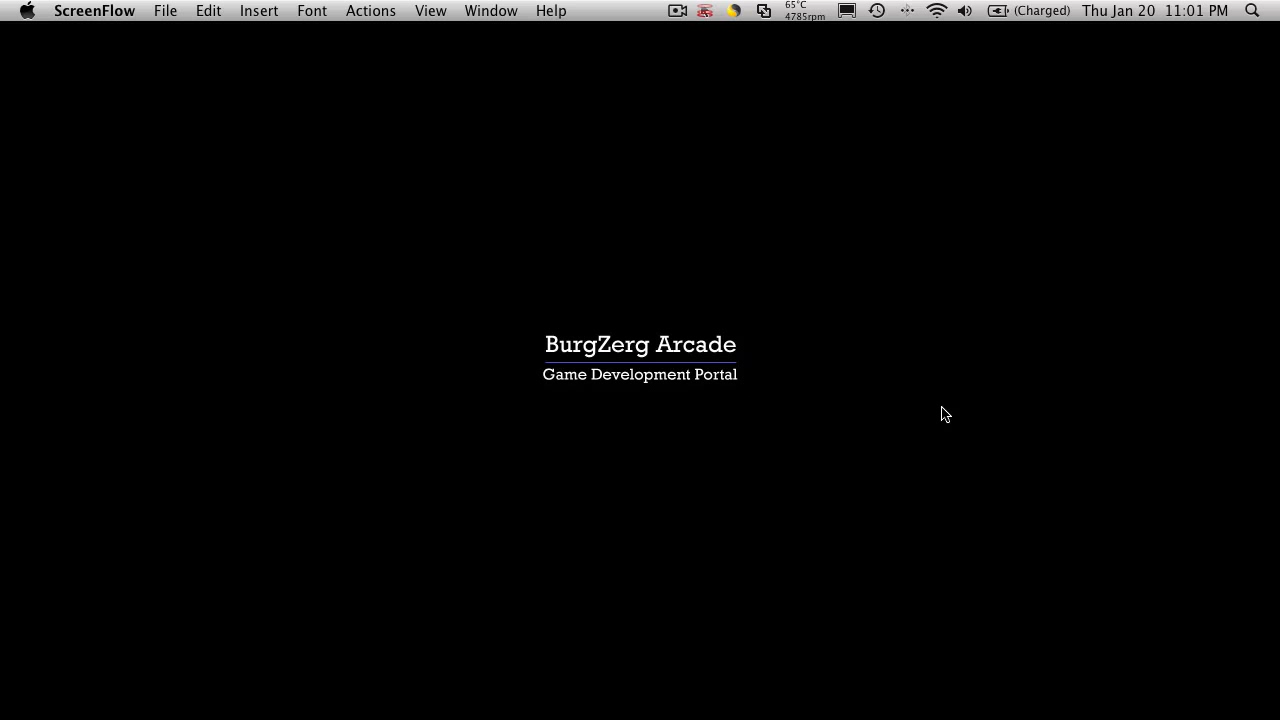 ScreenFlow File Edit Insert Font Actions View Window Help 65°C 4785rpm (Charged) Thu Jan 20 11:01 PM
BurgZerg Arcade
Game Development Portal